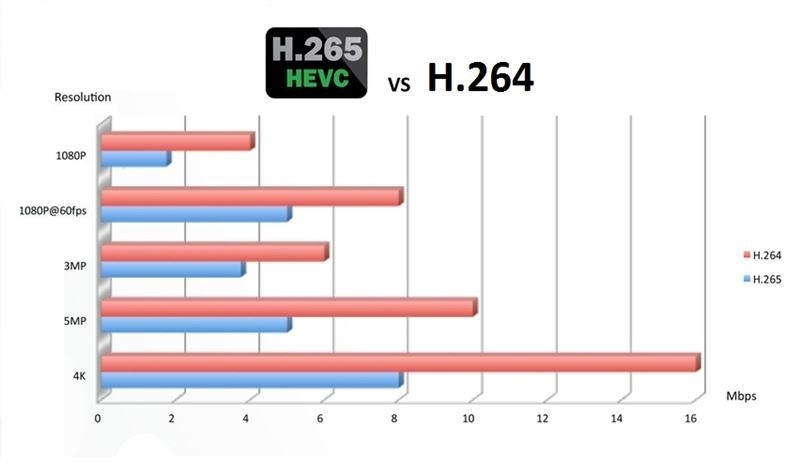 H.265
HEVC
vs H.264
Resolution
1080P
1080P@60fps
3MP
5MP
4K
H.264
H.265
Mbps
0 2 4 6 8 10 12 14 16